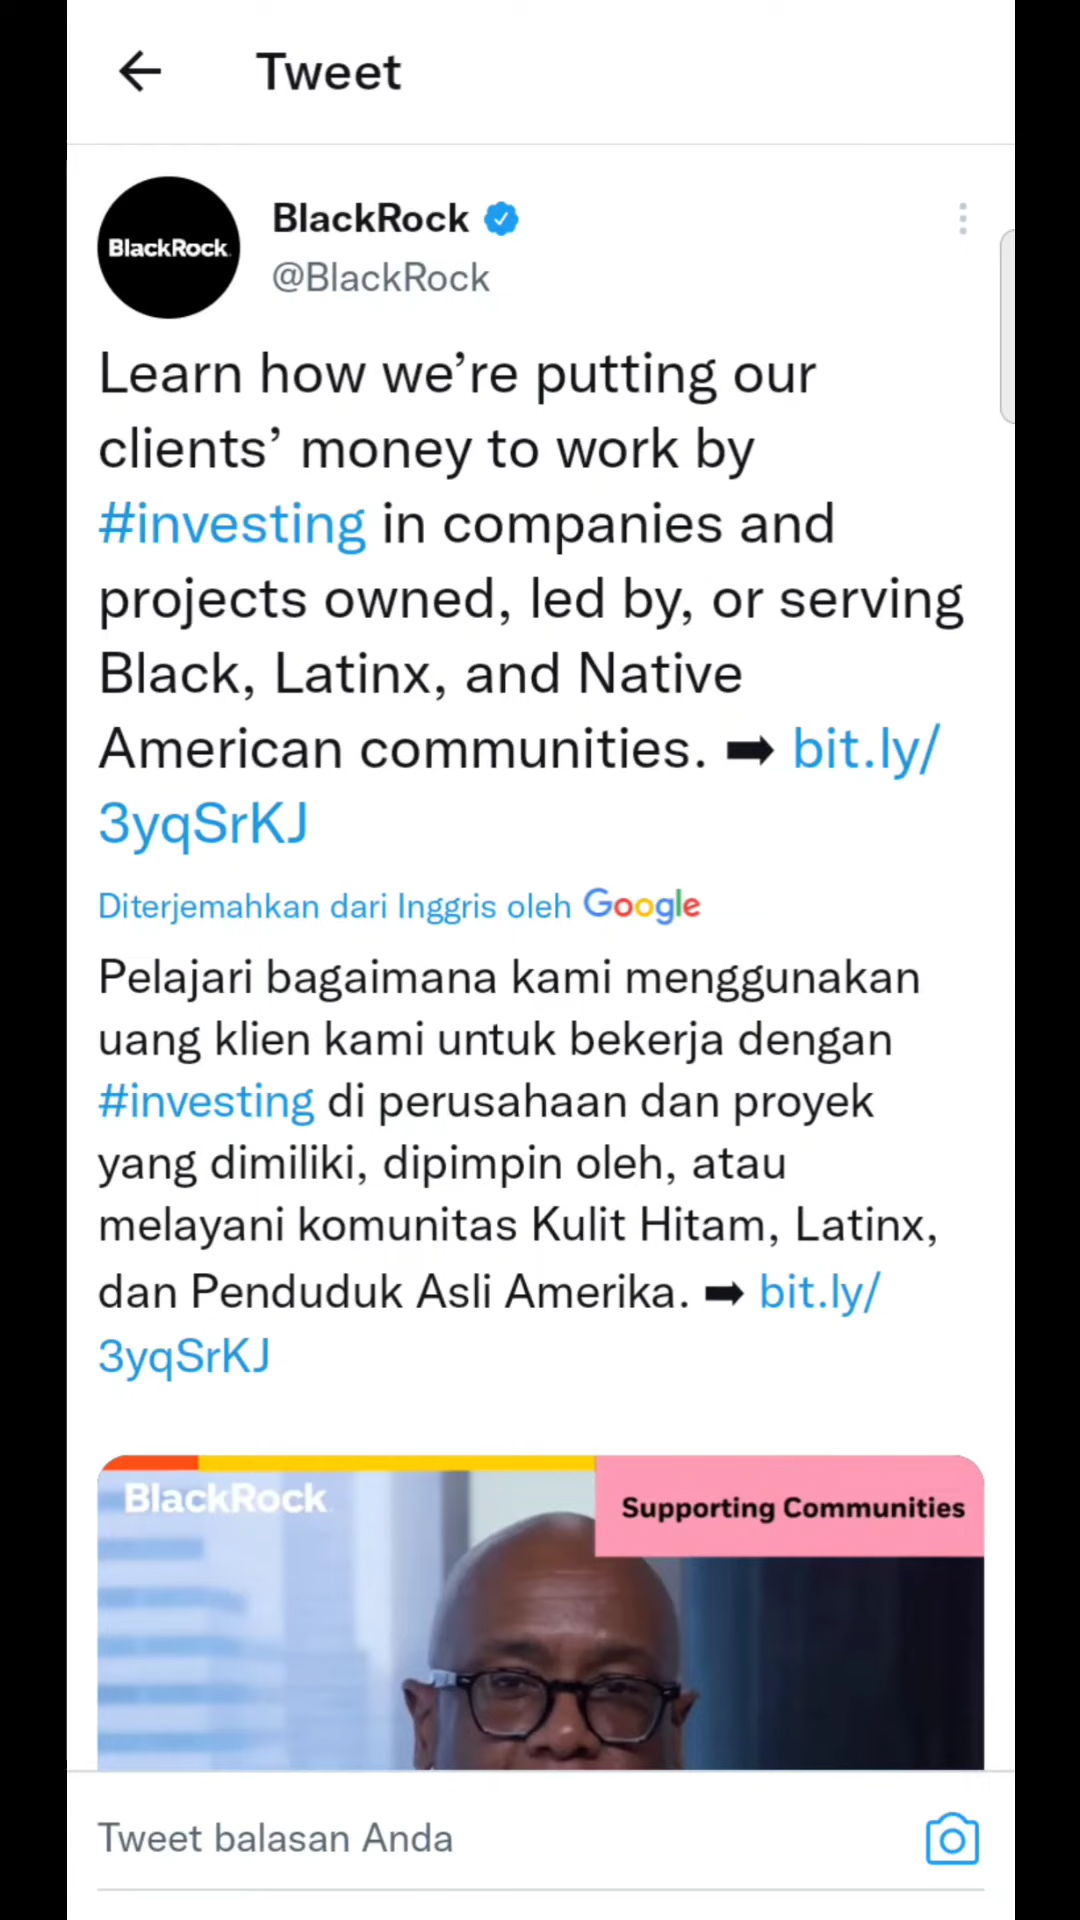 Tweet
BlackRock
BlackRock
@BlackRock
Learn how we’re putting our
clients’ money to work by
#investing in companies and
projects owned, led by, or serving
Black, Latinx, and Native
American communities. ➡ bit.ly/
3yqSrKJ
Diterjemahkan dari Inggris oleh Google
Pelajari bagaimana kami menggunakan
uang klien kami untuk bekerja dengan
#investing di perusahaan dan proyek
yang dimiliki, dipimpin oleh, atau
melayani komunitas Kulit Hitam, Latinx,
dan Penduduk Asli Amerika. ➡ bit.ly/
3yqSrKJ
BlackRock
Supporting Communities
Tweet balasan Anda